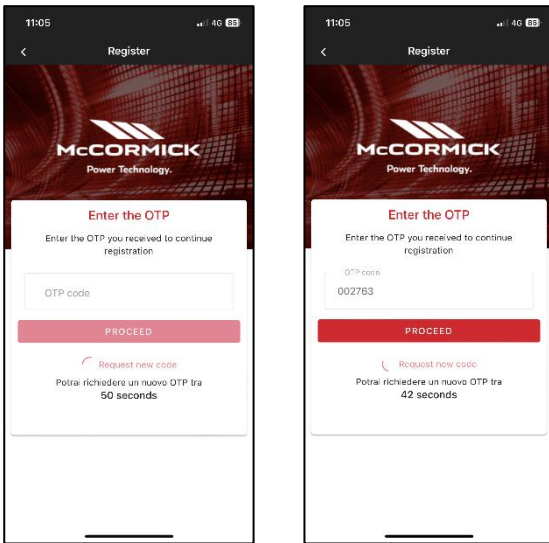 11:05
4G 85
Register
McCORMICK
Power Technology.
Enter the OTP
Enter the OTP you received to continue
registration
OTP code
PROCEED
Request new code
Potrai richiedere un nuovo OTP tra
50 seconds
11:05
4G 85
Register
McCORMICK
Power Technology.
Enter the OTP
Enter the OTP you received to continue
registration
OTP code
002763
PROCEED
Request new code
Potrai richiedere un nuovo OTP tra
42 seconds